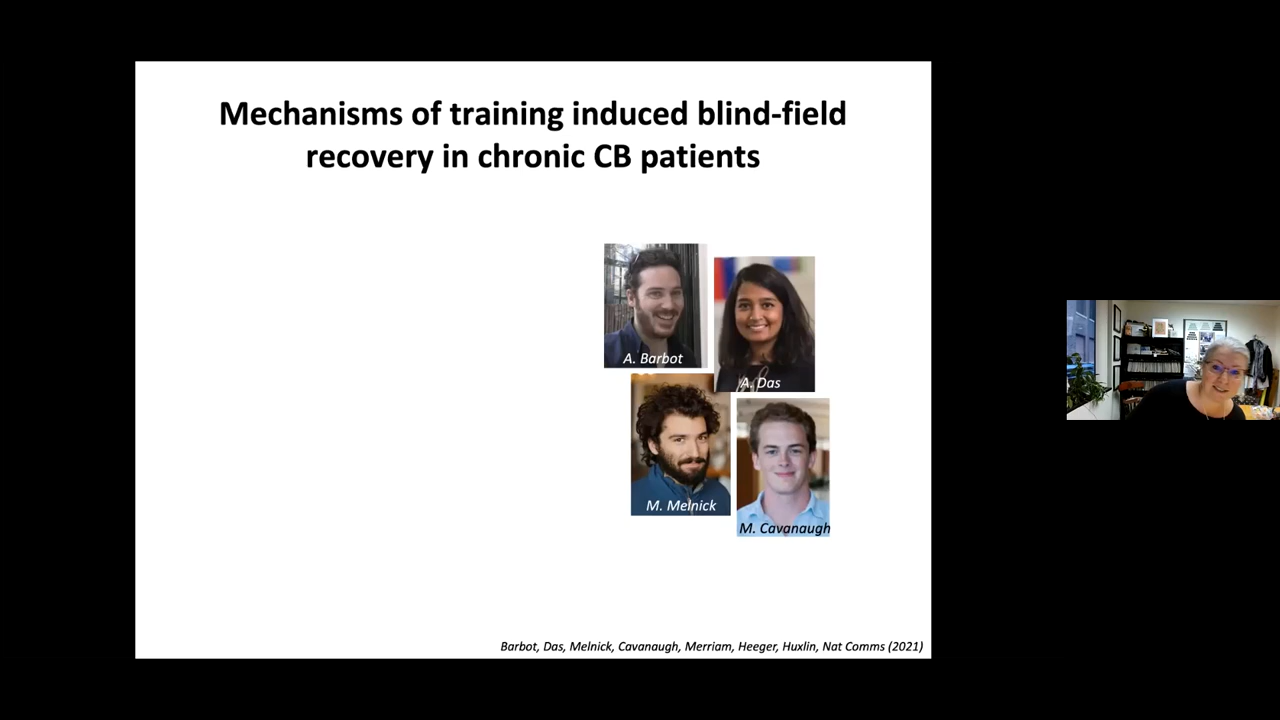 Mechanisms of training induced blind-field
recovery in chronic CB patients
A. Barbot
A. Das
M. Melnick
M. Cavanaugh
Barbot, Das, Melnick, Cavanaugh, Merriam, Heeger, Huxlin, Nat Comms (2021)